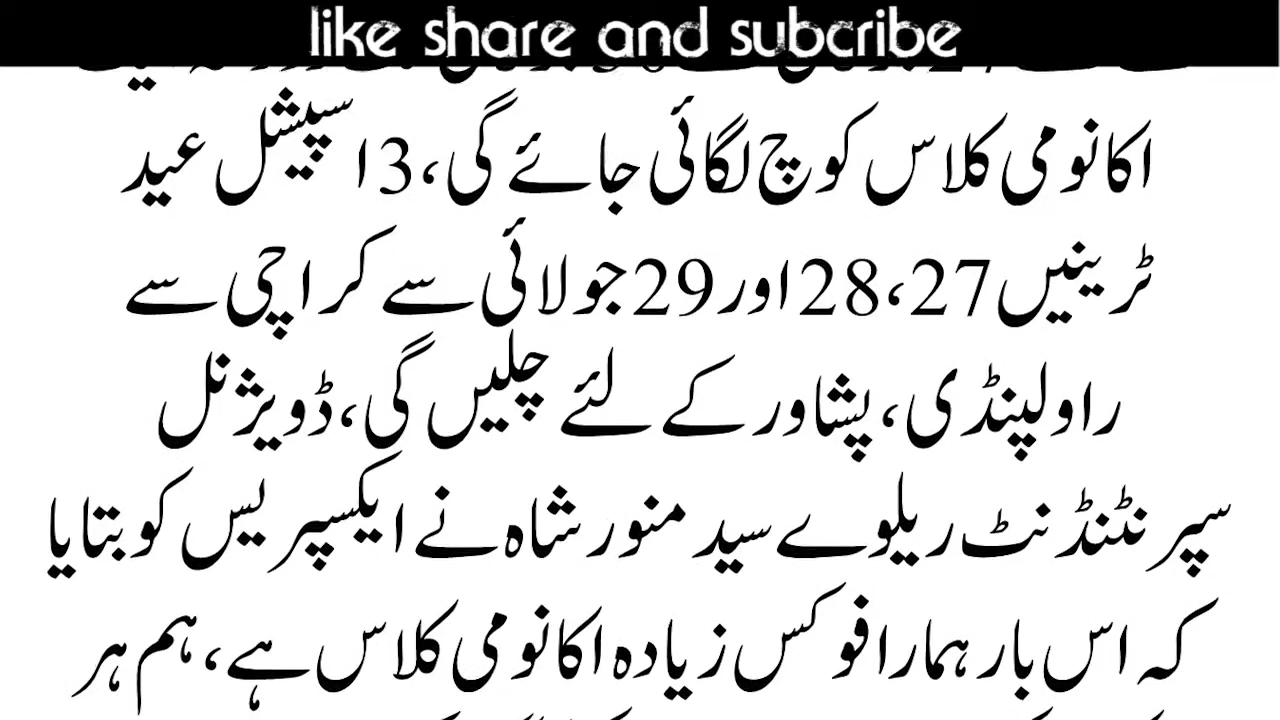 like share and subcribe
اکانومی کلاس کوچ لگائی جائے گی، 3 اسپیشل عید
ٹرینیں 27، 28 اور 29 جولائی سے کراچی سے
راولپنڈی، پشاور کے لئے چلیں گی، ڈویژنل
سپرنٹنڈنٹ ریلوے سید منور شاہ نے ایکسپریس کو بتایا
کہ اس بار ہمارا فوکس زیادہ اکانومی کلاس ہے، ہم ہر